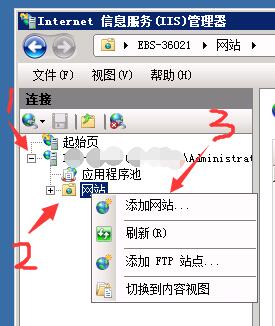 Internet 信息服务(IIS)管理器
EBS-36021
网站
文件(F) 视图(V) 帮助(H)
连接
1
起始页
3
\Administrat
应用程序池
网站
2
添加网站...
刷新(R)
添加 FTP 站点...
切换到内容视图